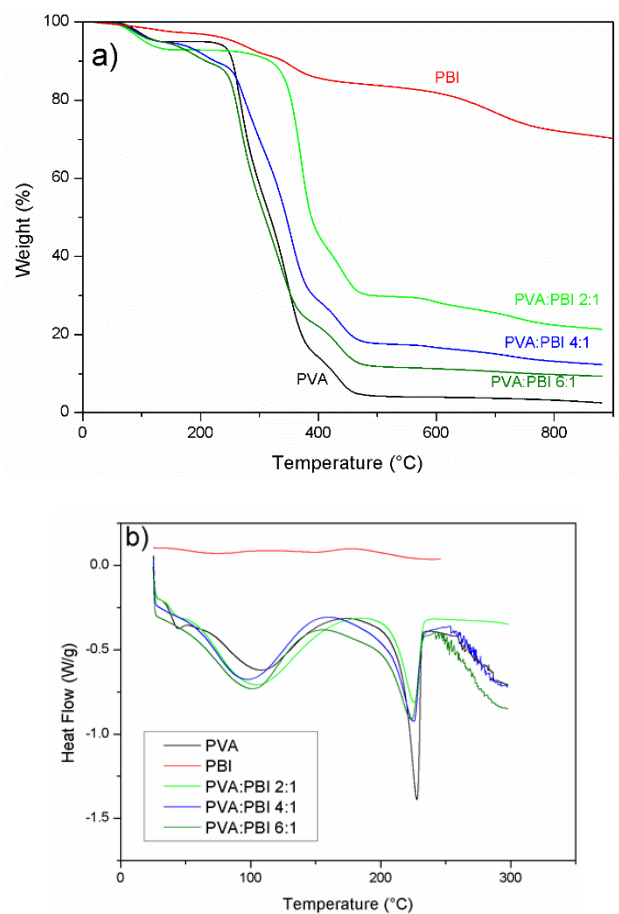 a)
100
80
60
40
20
0
Weight (%)
PBI
PVA:PBI 2:1
PVA:PBI 4:1
PVA:PBI 6:1
PVA
0 200 400 600 800
Temperature (°C)
b)
0.0
-0.5
-1.0
-1.5
Heat Flow (W/g)
PVA
PBI
PVA:PBI 2:1
PVA:PBI 4:1
PVA:PBI 6:1
0 100 200 300
Temperature (°C)